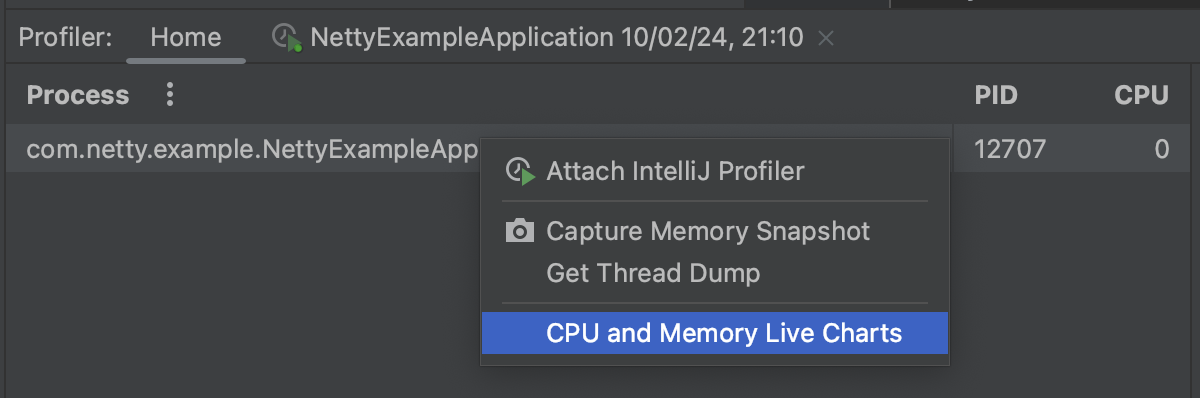 Profiler: Home NettyExampleApplication 10/02/24, 21:10
Process PID CPU
com.netty.example.NettyExampleApp 12707 0
Attach IntelliJ Profiler
Capture Memory Snapshot
Get Thread Dump
CPU and Memory Live Charts